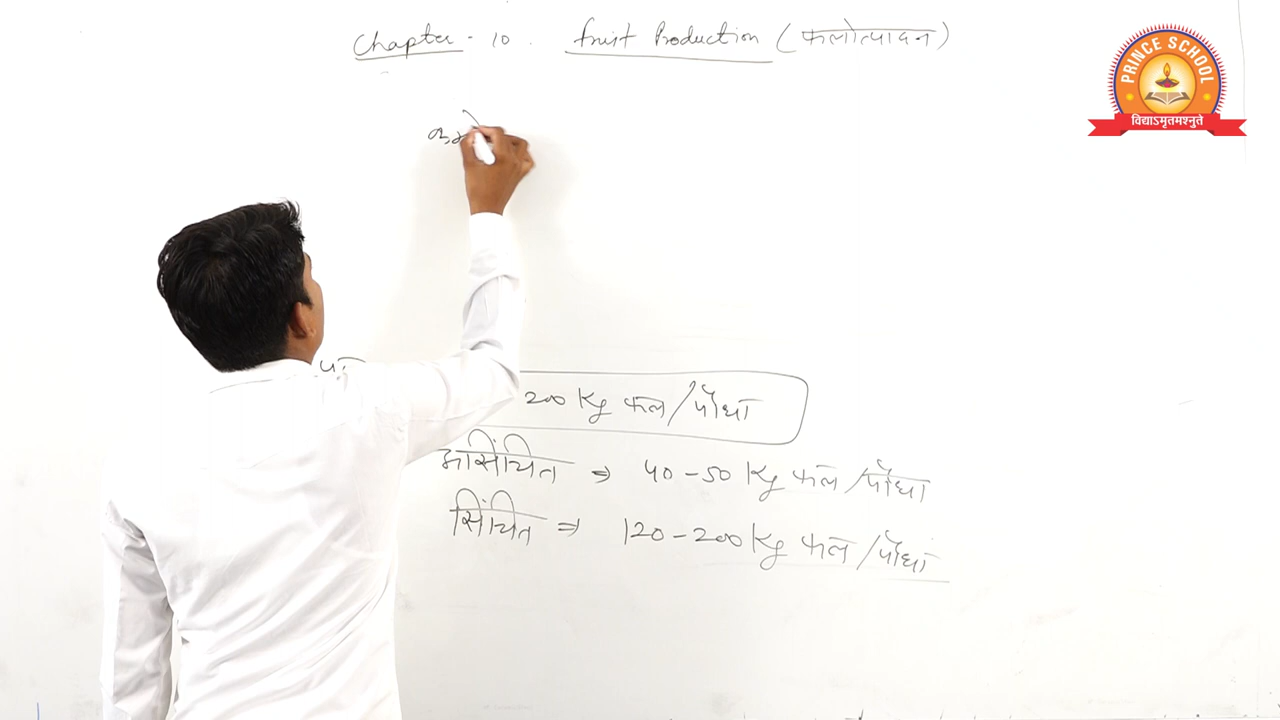 Chapter - 10. Fruit Production (फलोत्पादन)
PRINCE SCHOOL
विद्याऽमृतमश्नुते
200 Kg फल/पौधा
असिंचित ⇒ 40-50 Kg फल/पौधा
सिंचित ⇒ 120-200 Kg फल/पौधा